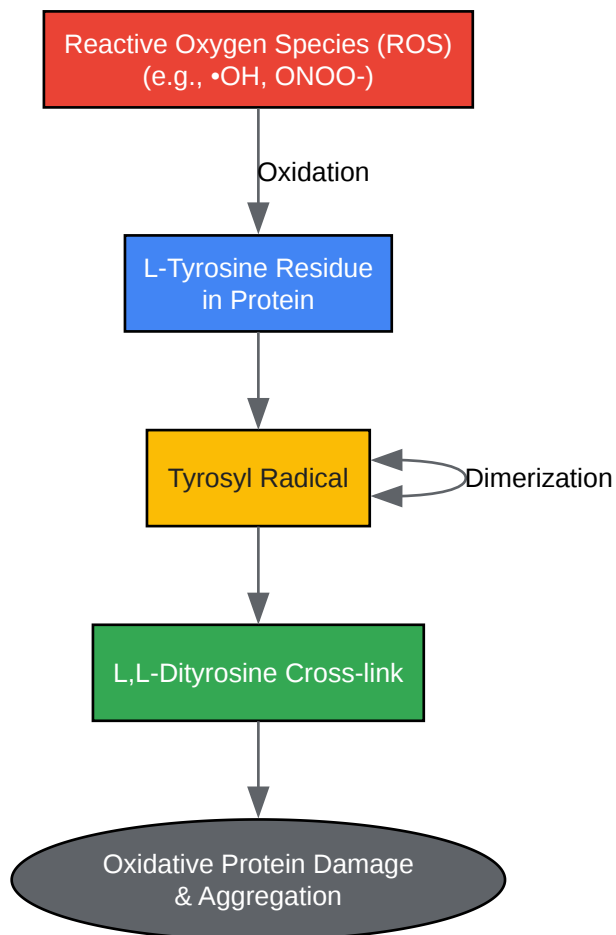 Reactive Oxygen Species (ROS)
(e.g., •OH, ONOO-)
Oxidation
L-Tyrosine Residue
in Protein
Tyrosyl Radical
Dimerization
L,L-Dityrosine Cross-link
Oxidative Protein Damage
& Aggregation